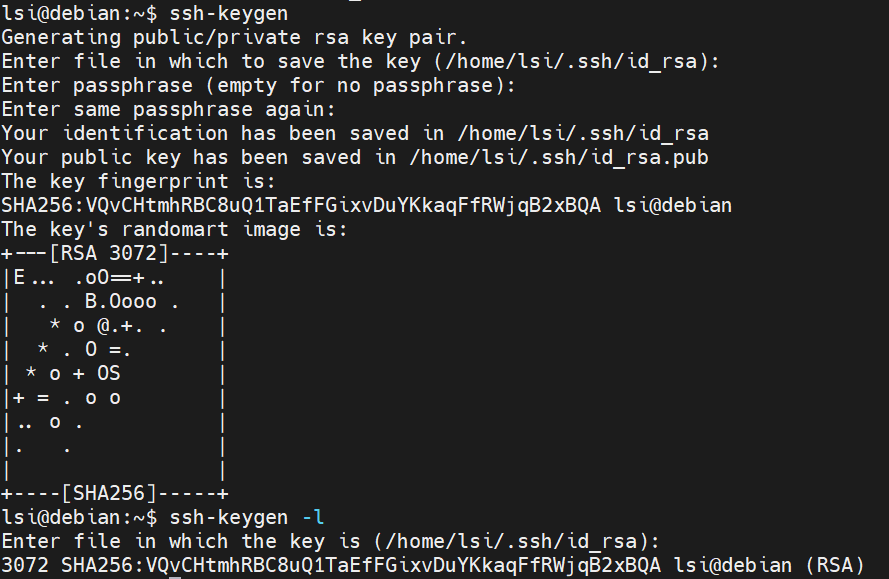 lsi@debian:~$ ssh-keygen
Generating public/private rsa key pair.
Enter file in which to save the key (/home/lsi/.ssh/id_rsa):
Enter passphrase (empty for no passphrase):
Enter same passphrase again:
Your identification has been saved in /home/lsi/.ssh/id_rsa
Your public key has been saved in /home/lsi/.ssh/id_rsa.pub
The key fingerprint is:
SHA256:VQvCHtmhRBC8uQ1TaEfFGixvDuYKkaqFfRWjqB2xBQA lsi@debian
The key's randomart image is:
+---[RSA 3072]----+
|E... .oO==+..    |
|  . . B.Oooo .   |
|   * o @.+. .    |
|  * . O =.       |
| * o + OS        |
|+ = . o o        |
|.. o .           |
|.   .            |
|                 |
+----[SHA256]-----+
lsi@debian:~$ ssh-keygen -l
Enter file in which the key is (/home/lsi/.ssh/id_rsa):
3072 SHA256:VQvCHtmhRBC8uQ1TaEfFGixvDuYKkaqFfRWjqB2xBQA lsi@debian (RSA)